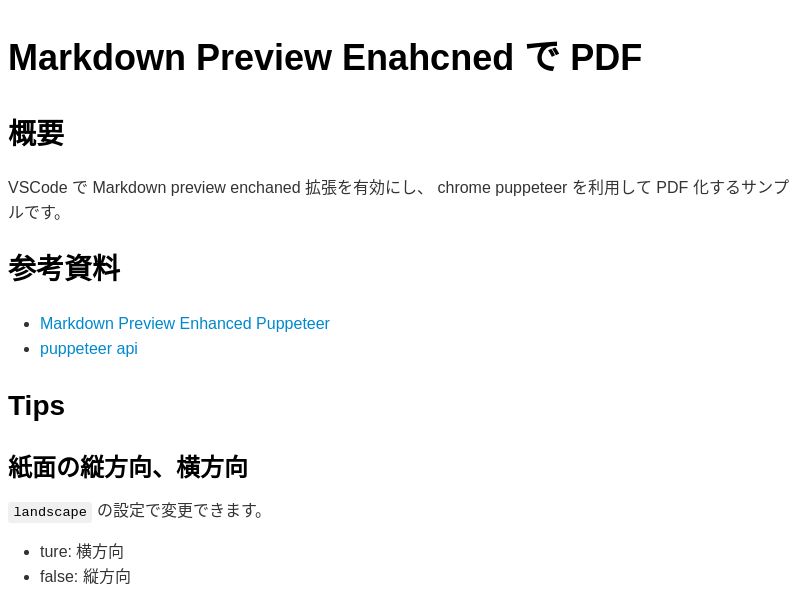 Markdown Preview Enahcned で PDF
概要
VSCode で Markdown preview enchaned 拡張を有効にし、 chrome puppeteer を利用して PDF 化するサンプ
ルです。
参考資料
Markdown Preview Enhanced Puppeteer
puppeteer api
Tips
紙面の縦方向、横方向
landscape の設定で変更できます。
ture: 横方向
false: 縦方向